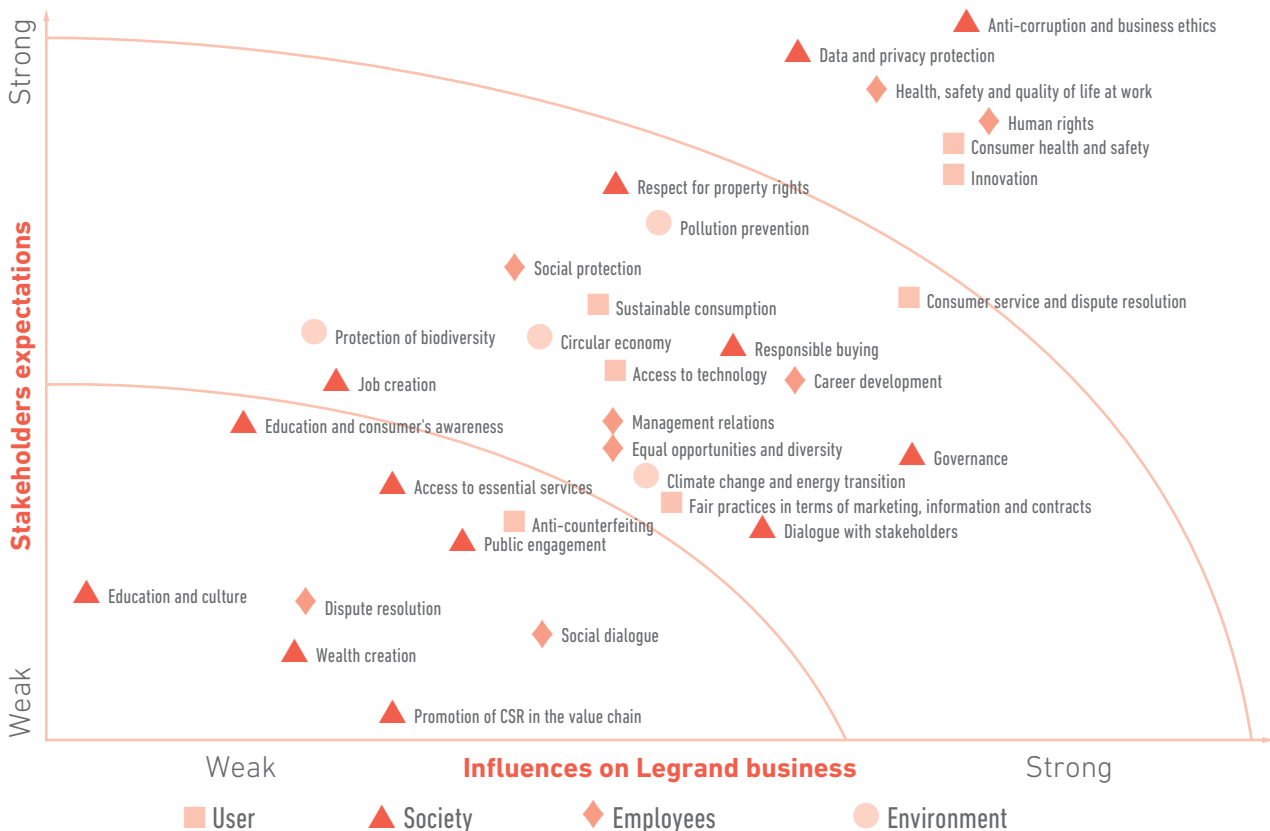 Strong
Stakeholders expectations
Weak
Anti-corruption and business ethics
Data and privacy protection
Health, safety and quality of life at work
Human rights
Consumer health and safety
Innovation
Respect for property rights
Pollution prevention
Social protection
Consumer service and dispute resolution
Sustainable consumption
Protection of biodiversity
Circular economy
Responsible buying
Access to technology
Career development
Job creation
Management relations
Education and consumer's awareness
Equal opportunities and diversity
Governance
Climate change and energy transition
Access to essential services
Fair practices in terms of marketing, information and contracts
Anti-counterfeiting
Dialogue with stakeholders
Public engagement
Education and culture
Dispute resolution
Social dialogue
Wealth creation
Promotion of CSR in the value chain
Weak
Influences on Legrand business
Strong
User
Society
Employees
Environment